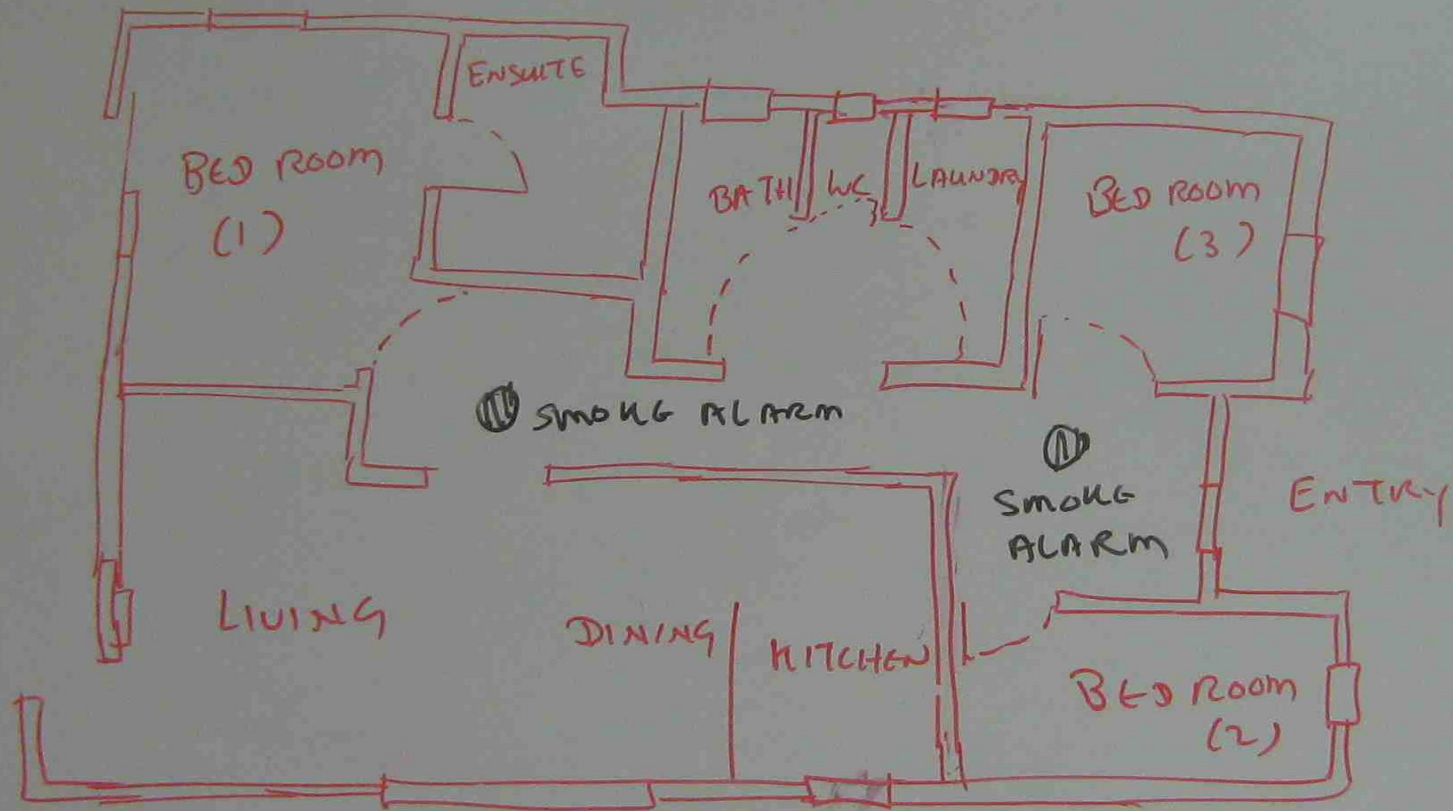 ENSUITE
BED ROOM
(1)
BATH
WC
LAUNDRY
BED ROOM
(3)
SMOKE ALARM
SMOKE
ALARM
ENTRY
LIVING
DINING
KITCHEN
BED ROOM
(2)